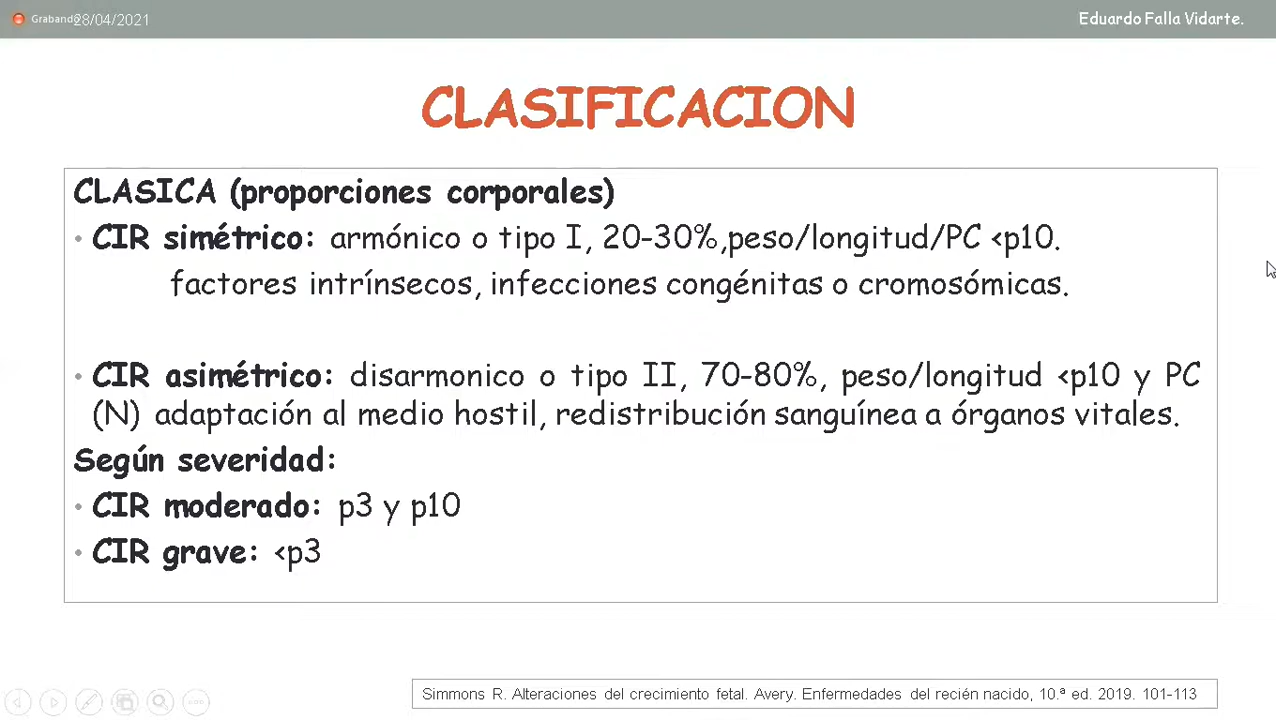 Grabando
28/04/2021
Eduardo Falla Vidarte.
CLASIFICACION
CLASICA (proporciones corporales)
• CIR simétrico: armónico o tipo I, 20-30%,peso/longitud/PC <p10.
factores intrínsecos, infecciones congénitas o cromosómicas.
• CIR asimétrico: disarmonico o tipo II, 70-80%, peso/longitud <p10 y PC
(N) adaptación al medio hostil, redistribución sanguínea a órganos vitales.
Según severidad:
• CIR moderado: p3 y p10
• CIR grave: <p3
Simmons R. Alteraciones del crecimiento fetal. Avery. Enfermedades del recién nacido, 10.ª ed. 2019. 101-113